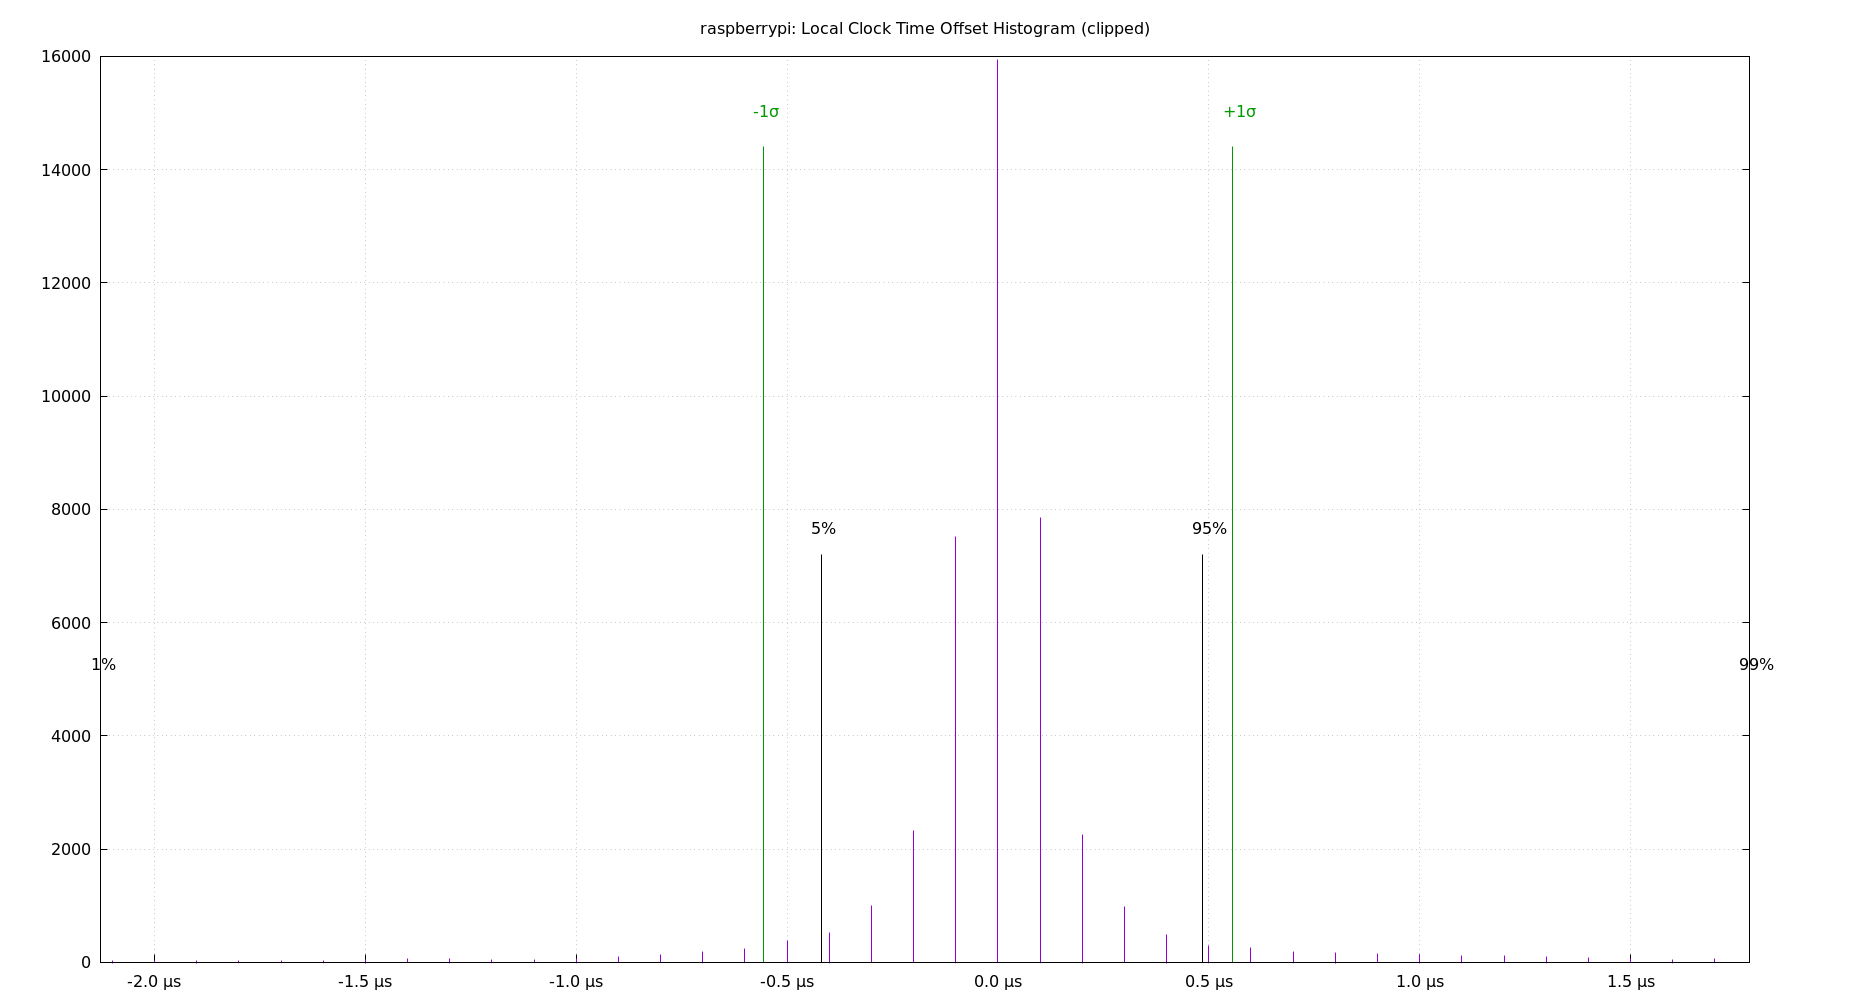 raspberrypi: Local Clock Time Offset Histogram (clipped)
16000
-1σ
+1σ
14000
12000
10000
8000
5%
95%
6000
1%
99%
4000
2000
0
-2.0 µs
-1.5 µs
-1.0 µs
-0.5 µs
0.0 µs
0.5 µs
1.0 µs
1.5 µs